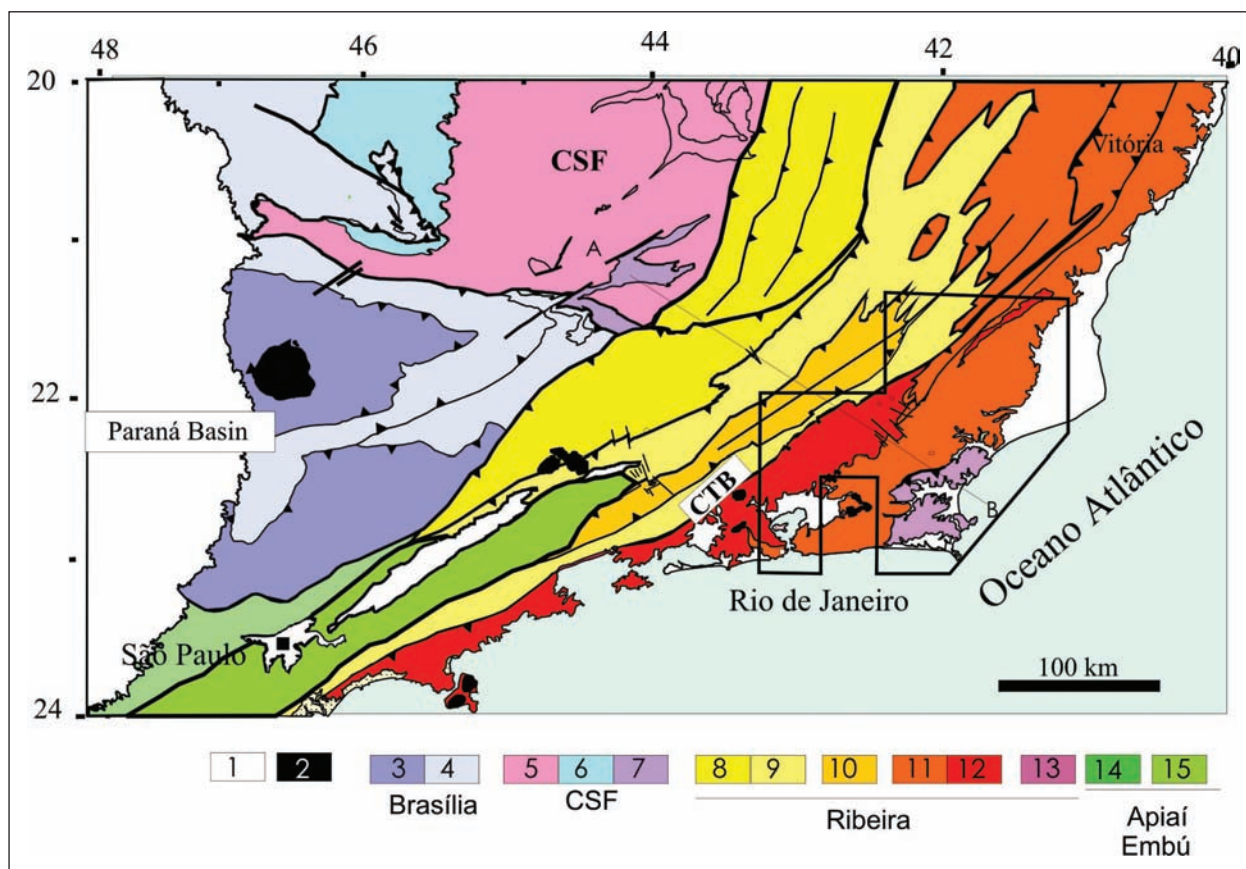 48 46 44 42 40
20
Vitória
CSF
A
22
Paraná Basin
CTB
B
Oceano Atlântico
Rio de Janeiro
São Paulo
100 km
24
1 2 3 4 5 6 7 8 9 10 11 12 13 14 15
Brasília CSF Ribeira Apiaí
Embú